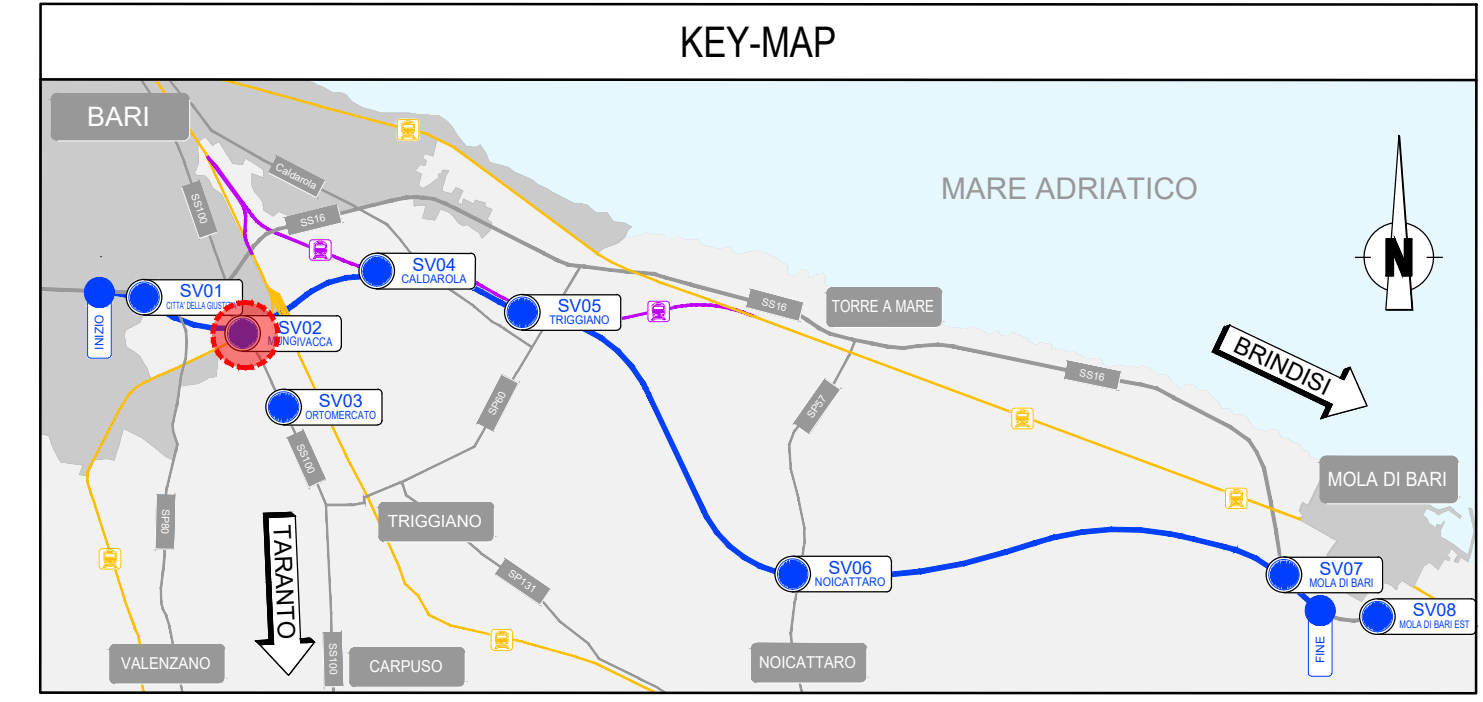 KEY-MAP
BARI
MARE ADRIATICO
N
Caldarola
SS100
SS16
SV04
CALDAROLA
SV01
CITTA' DELLA GIUSTIZIA
INIZIO
SV02
MUNGIVACCA
SV05
TRIGGIANO
SS16
TORRE A MARE
BRINDISI
SS16
SV03
ORTOMERCATO
SP60
SP57
SS100
MOLA DI BARI
SP80
TARANTO
TRIGGIANO
SP131
SV06
NOICATTARO
SV07
MOLA DI BARI
SV08
MOLA DI BARI EST
FINE
VALENZANO
SS100
CARPUSO
NOICATTARO